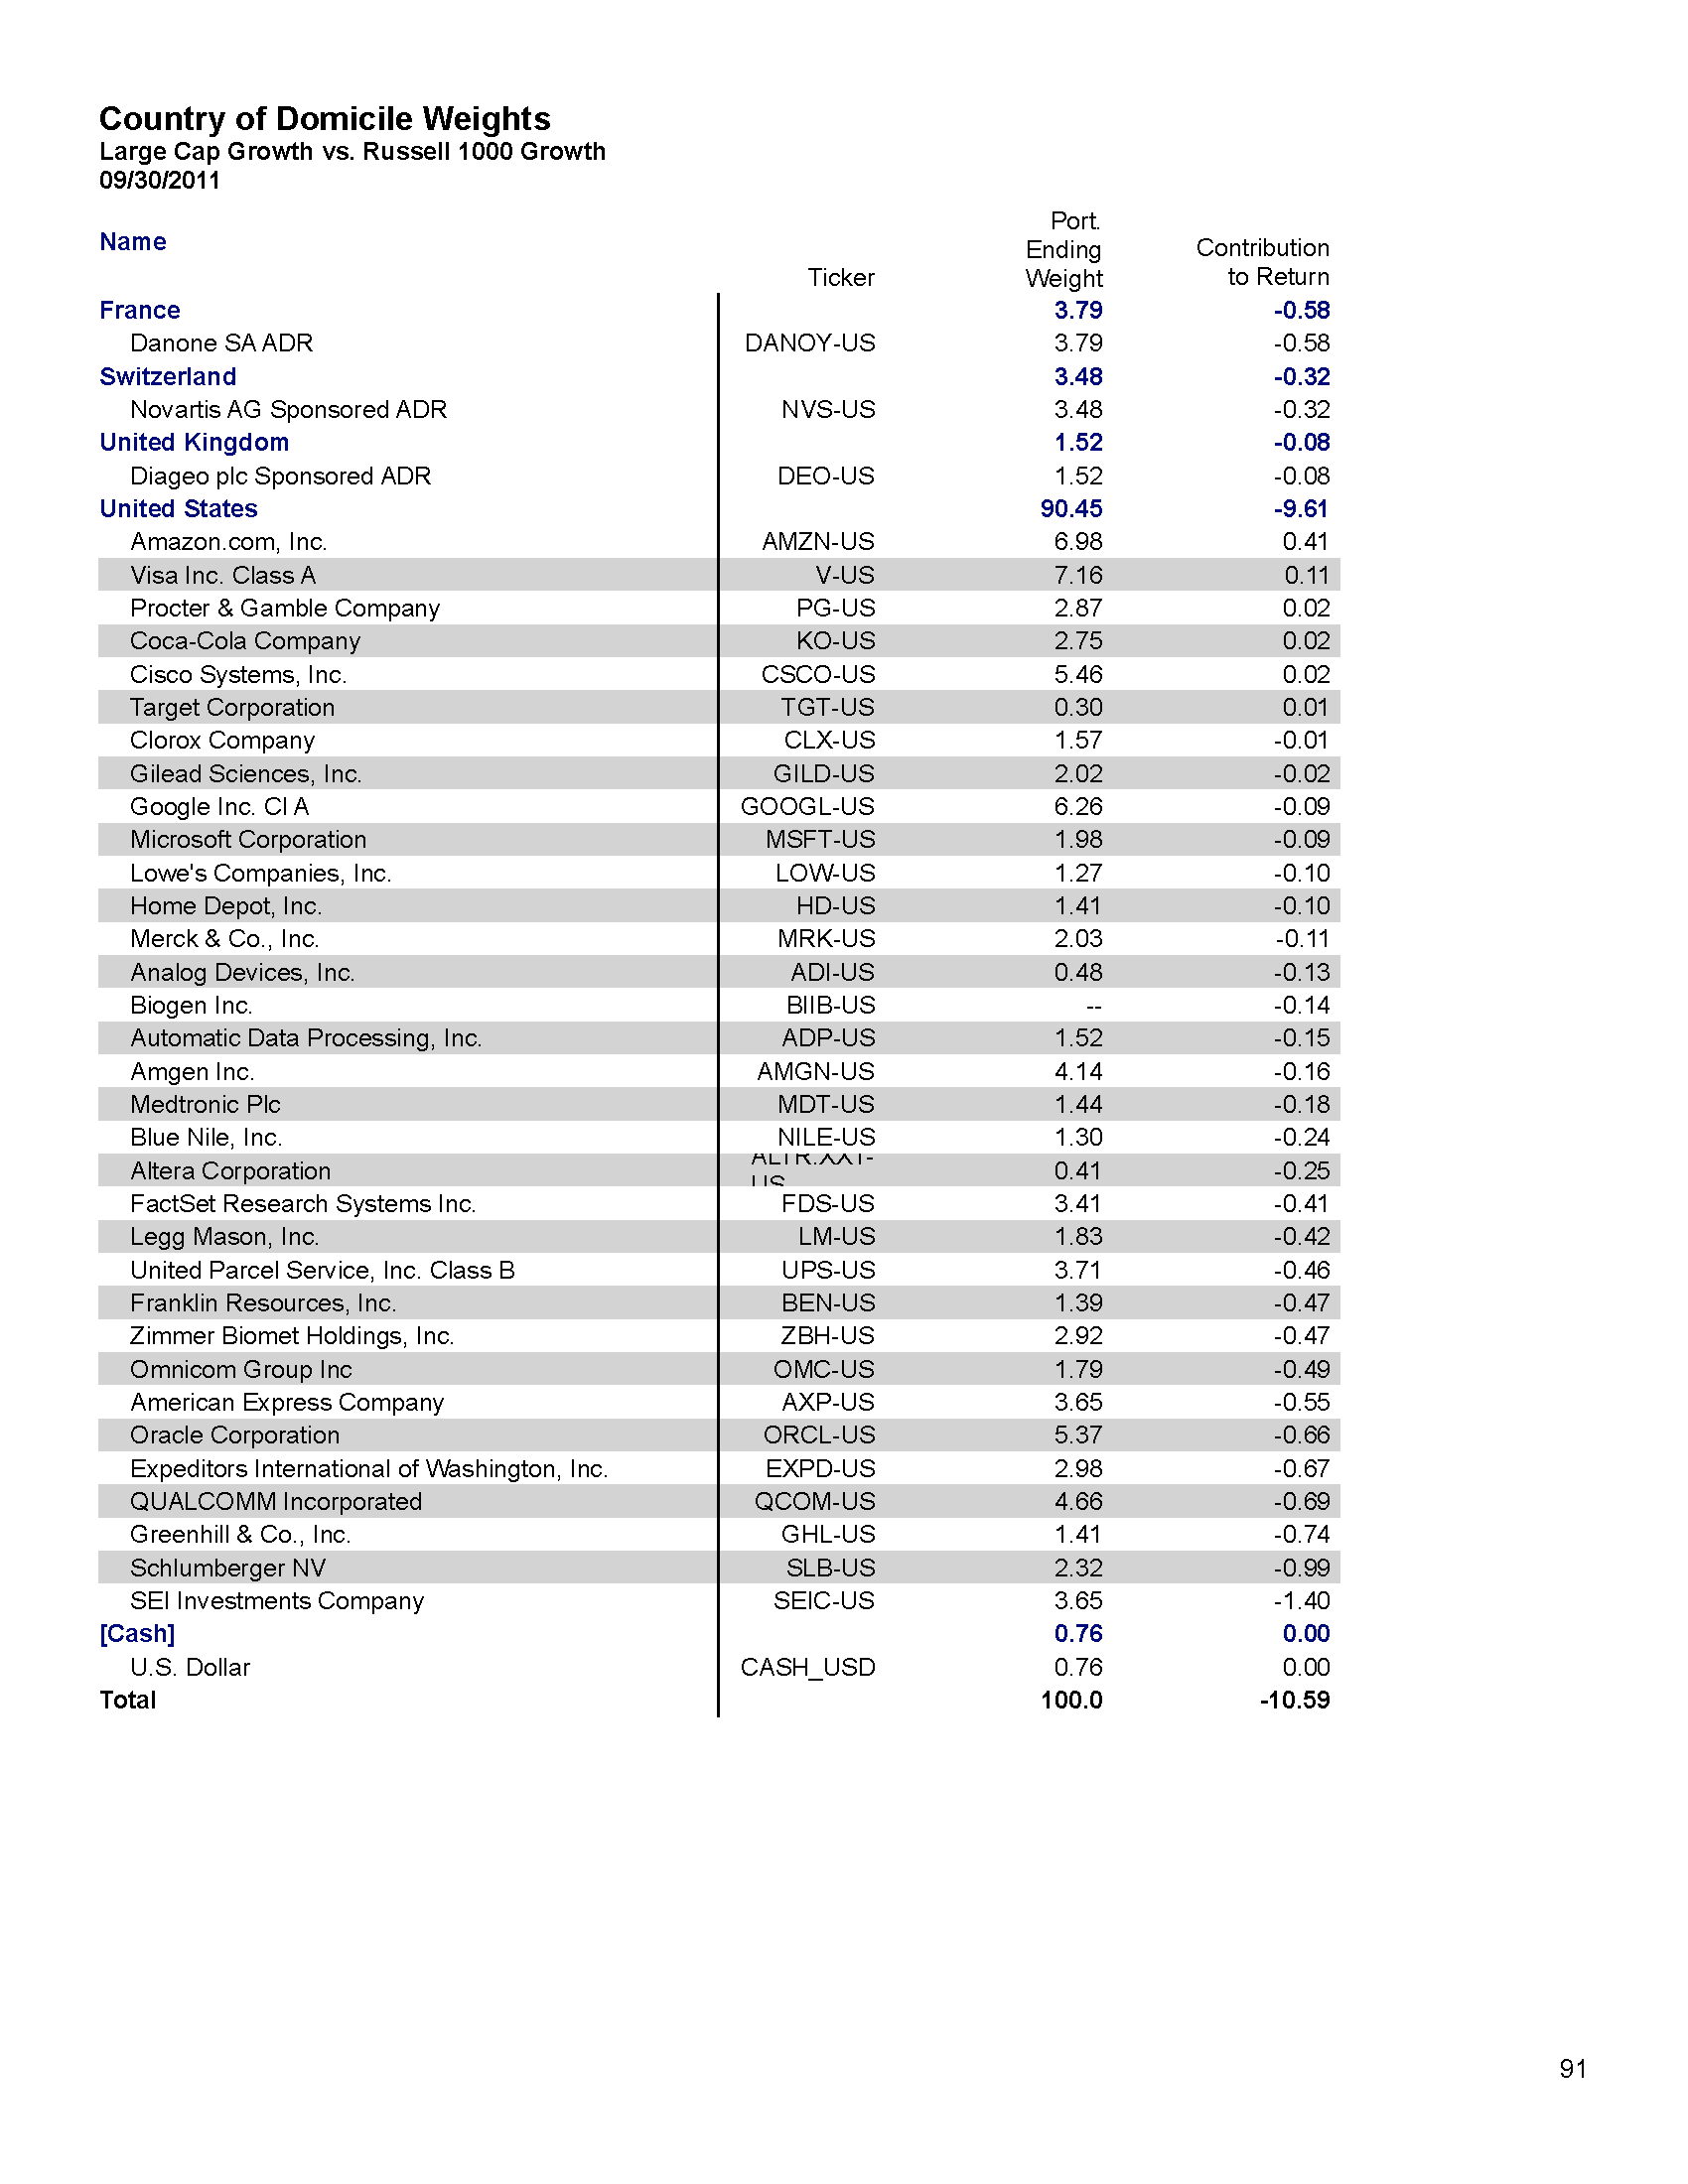 Country of Domicile Weights
Large Cap Growth vs. Russell 1000 Growth
09/30/2011
Name Ticker Port. Ending Weight Contribution to Return
France 3.79 -0.58
Danone SA ADR DANOY-US 3.79 -0.58
Switzerland 3.48 -0.32
Novartis AG Sponsored ADR NVS-US 3.48 -0.32
United Kingdom 1.52 -0.08
Diageo plc Sponsored ADR DEO-US 1.52 -0.08
United States 90.45 -9.61
Amazon.com, Inc. AMZN-US 6.98 0.41
Visa Inc. Class A V-US 7.16 0.11
Procter & Gamble Company PG-US 2.87 0.02
Coca-Cola Company KO-US 2.75 0.02
Cisco Systems, Inc. CSCO-US 5.46 0.02
Target Corporation TGT-US 0.30 0.01
Clorox Company CLX-US 1.57 -0.01
Gilead Sciences, Inc. GILD-US 2.02 -0.02
Google Inc. Cl A GOOGL-US 6.26 -0.09
Microsoft Corporation MSFT-US 1.98 -0.09
Lowe's Companies, Inc. LOW-US 1.27 -0.10
Home Depot, Inc. HD-US 1.41 -0.10
Merck & Co., Inc. MRK-US 2.03 -0.11
Analog Devices, Inc. ADI-US 0.48 -0.13
Biogen Inc. BIIB-US -- -0.14
Automatic Data Processing, Inc. ADP-US 1.52 -0.15
Amgen Inc. AMGN-US 4.14 -0.16
Medtronic Plc MDT-US 1.44 -0.18
Blue Nile, Inc. NILE-US 1.30 -0.24
Altera Corporation 0.41 -0.25
FactSet Research Systems Inc. FDS-US 3.41 -0.41
Legg Mason, Inc. LM-US 1.83 -0.42
United Parcel Service, Inc. Class B UPS-US 3.71 -0.46
Franklin Resources, Inc. BEN-US 1.39 -0.47
Zimmer Biomet Holdings, Inc. ZBH-US 2.92 -0.47
Omnicom Group Inc OMC-US 1.79 -0.49
American Express Company AXP-US 3.65 -0.55
Oracle Corporation ORCL-US 5.37 -0.66
Expeditors International of Washington, Inc. EXPD-US 2.98 -0.67
QUALCOMM Incorporated QCOM-US 4.66 -0.69
Greenhill & Co., Inc. GHL-US 1.41 -0.74
Schlumberger NV SLB-US 2.32 -0.99
SEI Investments Company SEIC-US 3.65 -1.40
[Cash] 0.76 0.00
U.S. Dollar CASH_USD 0.76 0.00
Total 100.0 -10.59
91